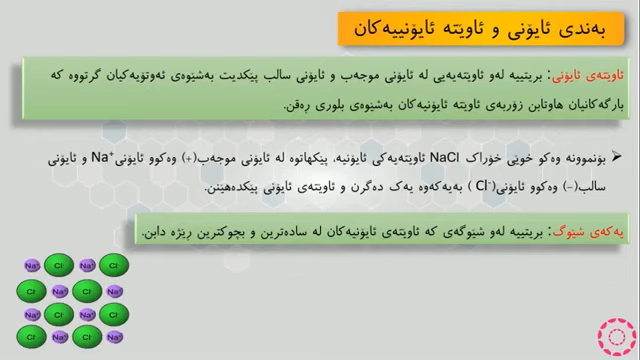 بەندی ئایۆنی و ئاوێتە ئایۆنییەکان
ئاوێتەی ئایۆنی: بریتییە لەو ئاوێتەیەیی لە ئایۆنی موجەب و ئایۆنی سالب پێکدیت بەشێوەی ئەوتۆیەکیان گرتووە کە
بارگەکانیان هاوتابن زۆربەی ئاوێتە ئایۆنیەکان بەشێوەی بلوری ڕەقن.
بۆنموونە وەکو خوێی خۆراک NaCl ئاوێتەیەکی ئایۆنیە، پێکهاتوە لە ئایۆنی موجەب(+) وەکوو ئایۆنی Na⁺ و ئایۆنی
سالب(−) وەکوو ئایۆنی(Cl⁻) بەیەکەوە یەک دەگرن و ئاوێتەی ئایۆنی پێکدەهێنن.
یەکەی شێوگ: بریتییە لەو شێوگەی کە ئاوێتەی ئایۆنیەکان لە سادەترین و بچوکترین ڕێژە دابن.
Na⁺ Cl⁻ Na⁺ Cl⁻
Cl⁻ Na⁺ Cl⁻ Na⁺
Na⁺ Cl⁻ Na⁺ Cl⁻
Cl⁻ Na⁺ Cl⁻ Na⁺